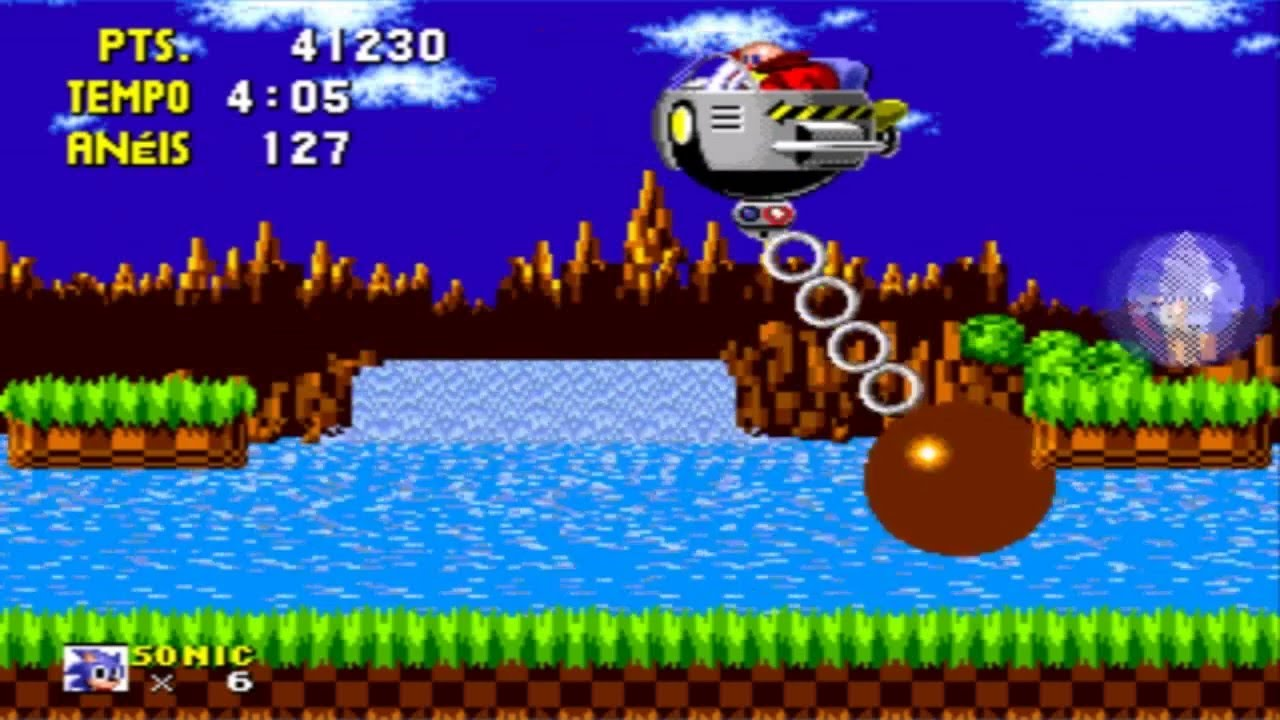 PTS. 41230
TEMPO 4:05
ANéIS 127
SONIC
× 6